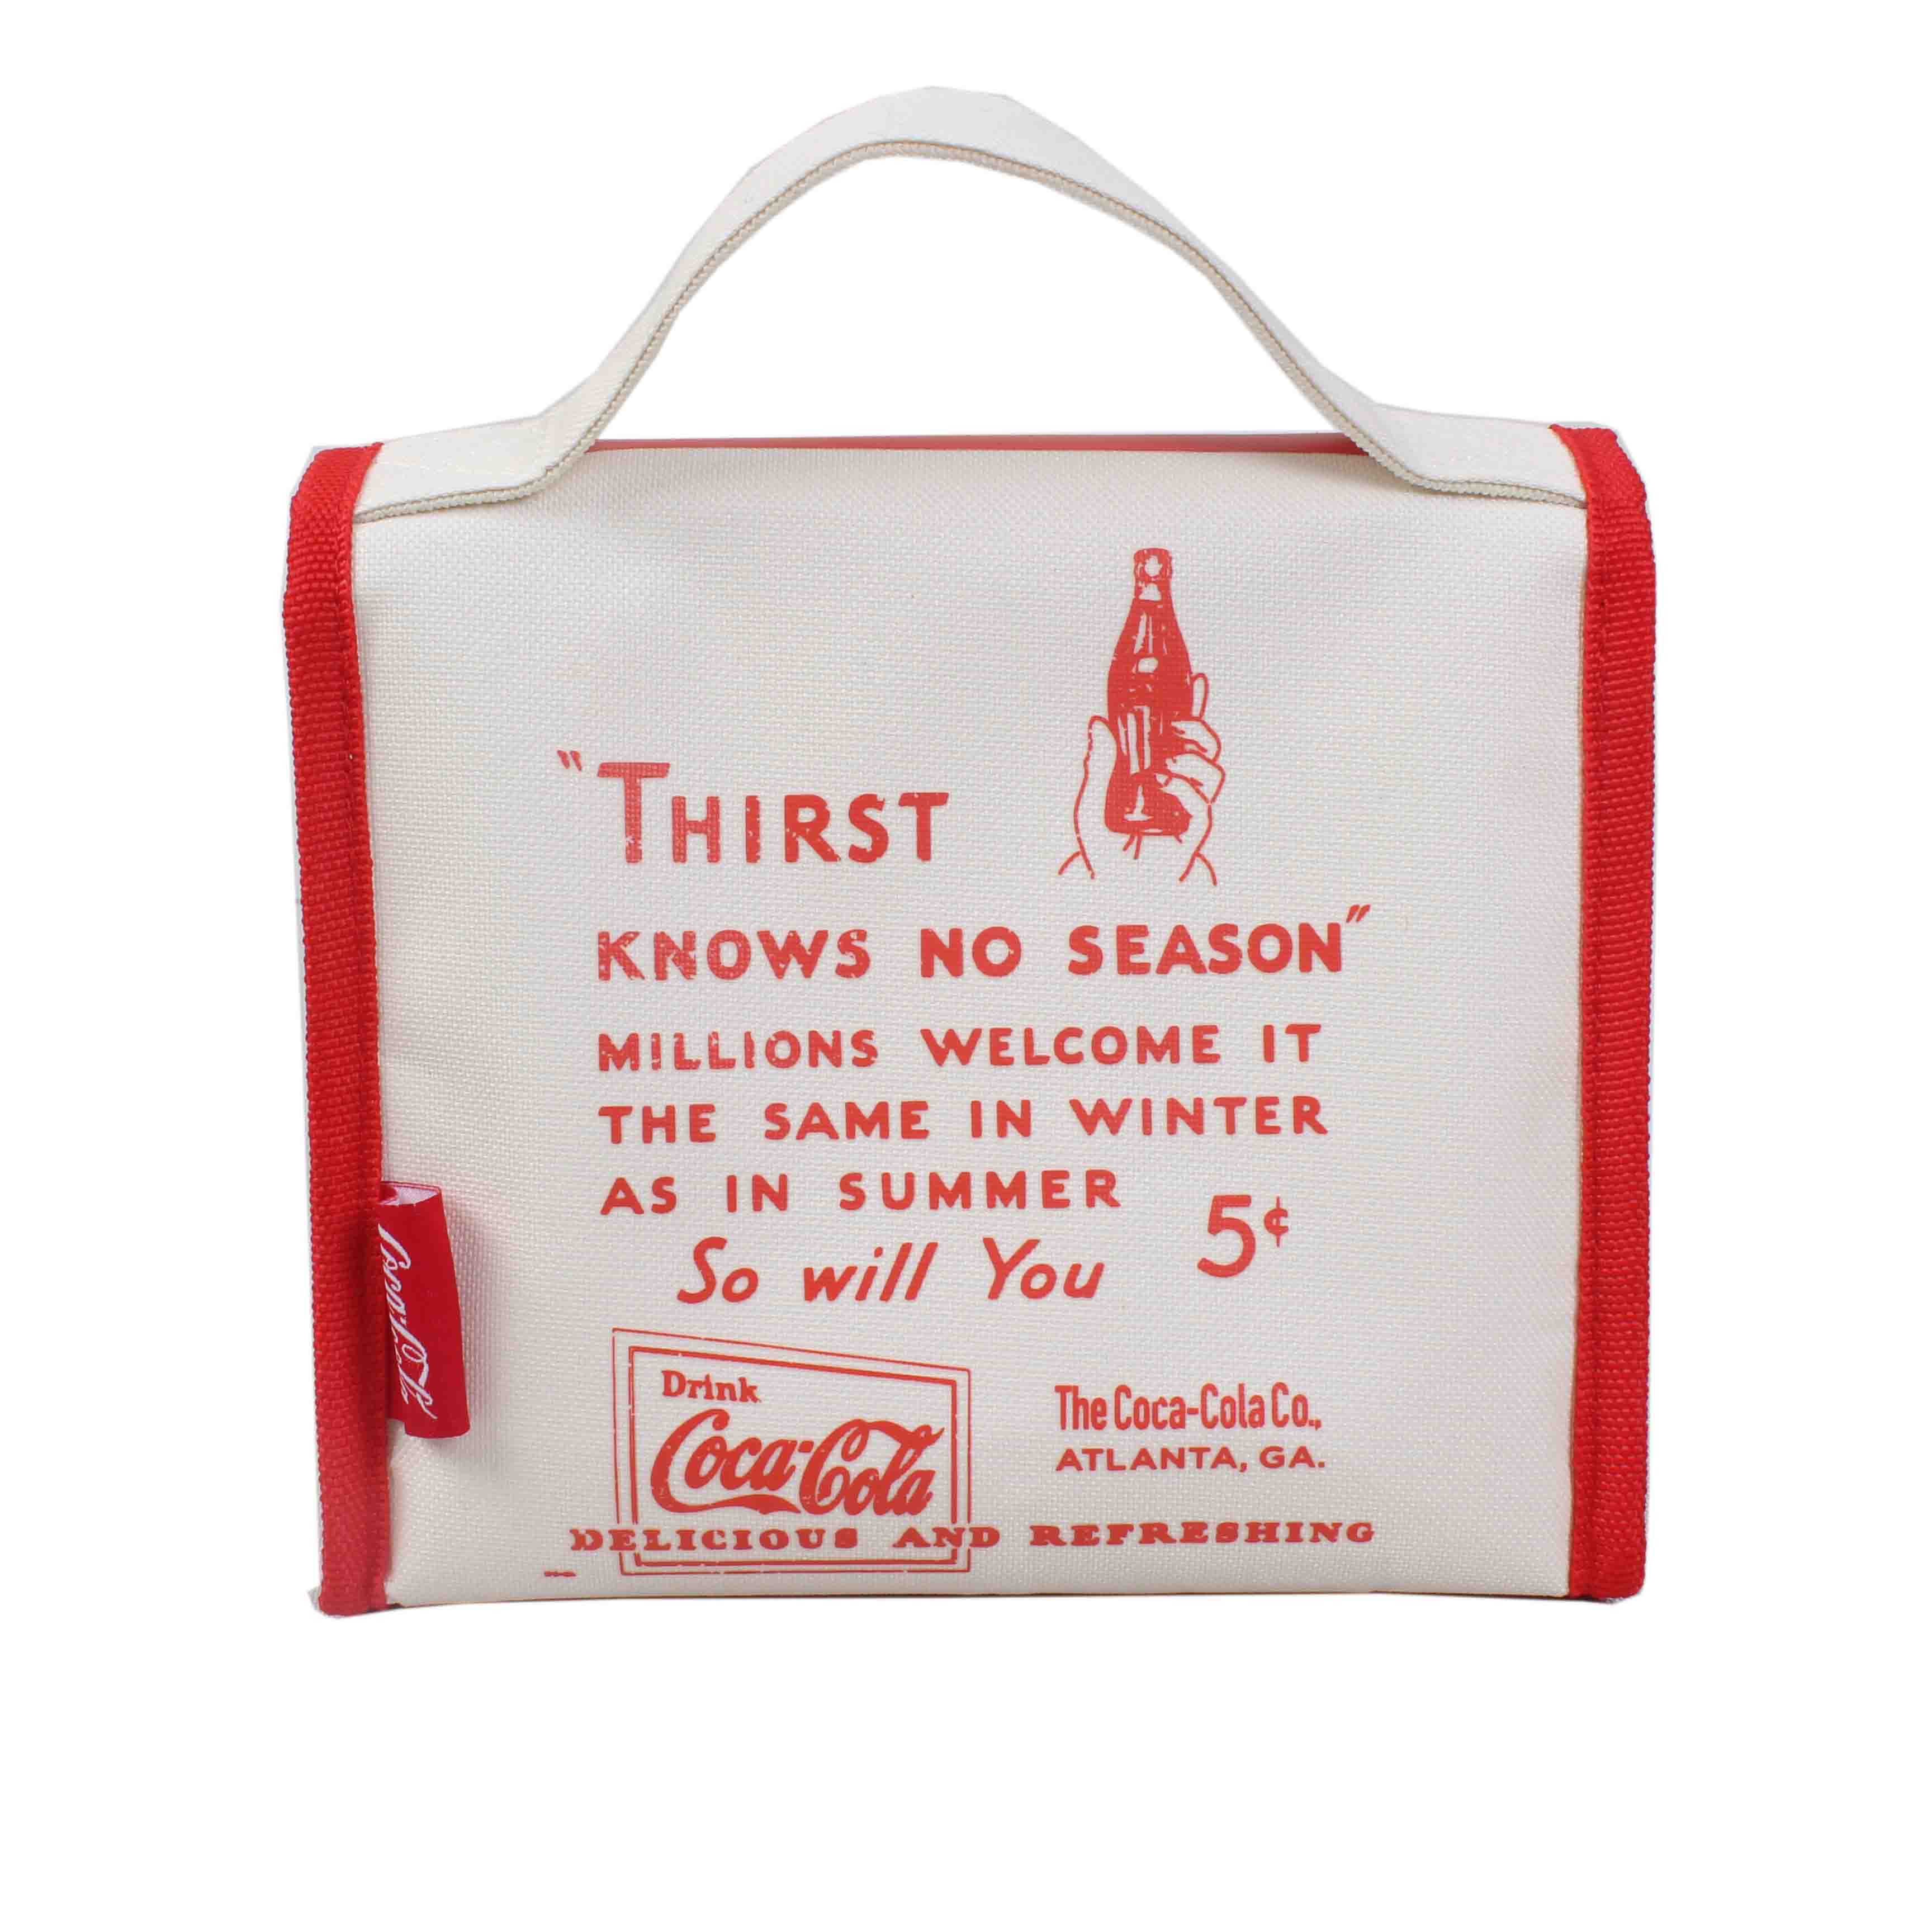 "THIRST
KNOWS NO SEASON"
MILLIONS WELCOME IT
THE SAME IN WINTER
AS IN SUMMER
5¢
So will You
Drink
Coca-Cola
The Coca-Cola Co.,
ATLANTA, GA.
DELICIOUS AND REFRESHING
Coca-Cola